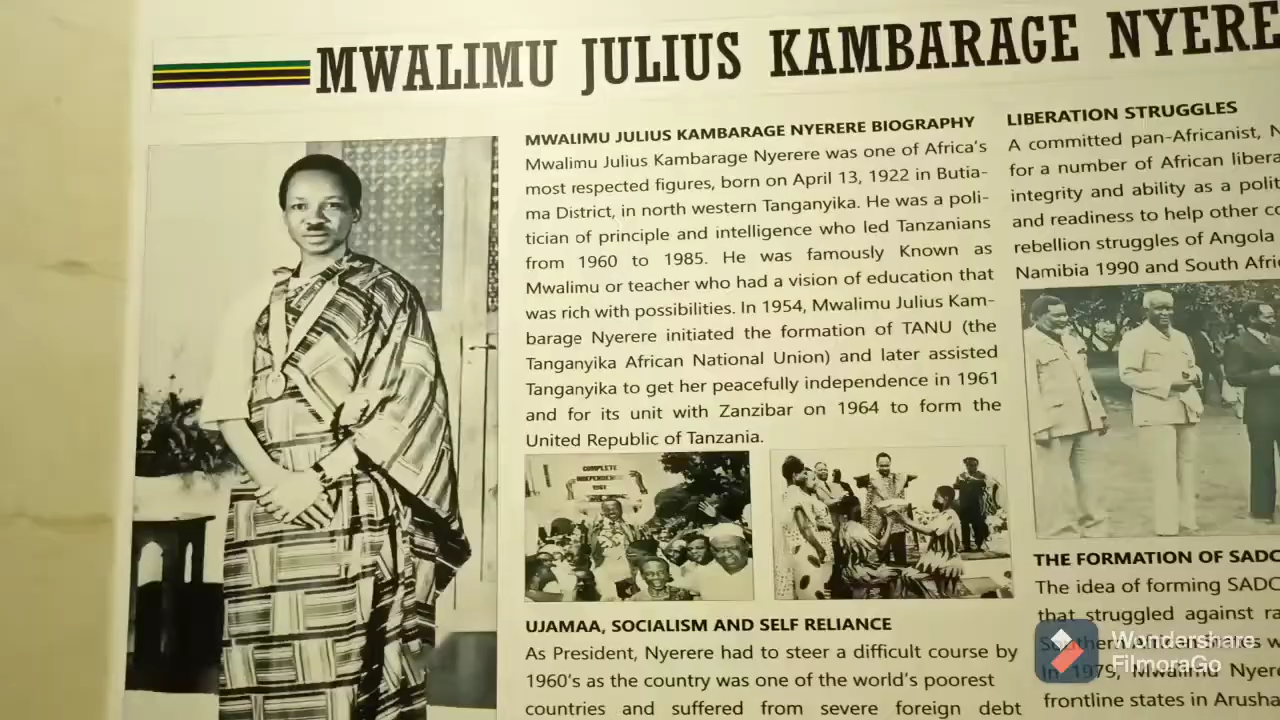 MWALIMU JULIUS KAMBARAGE NYERE
MWALIMU JULIUS KAMBARAGE NYERERE BIOGRAPHY
Mwalimu Julius Kambarage Nyerere was one of Africa's
most respected figures, born on April 13, 1922 in Butia-
ma District, in north western Tanganyika. He was a poli-
tician of principle and intelligence who led Tanzanians
from 1960 to 1985. He was famously Known as
Mwalimu or teacher who had a vision of education that
was rich with possibilities. In 1954, Mwalimu Julius Kam-
barage Nyerere initiated the formation of TANU (the
Tanganyika African National Union) and later assisted
Tanganyika to get her peacefully independence in 1961
and for its unit with Zanzibar on 1964 to form the
United Republic of Tanzania.
COMPLETE
INDEPENDENCE
1961
UJAMAA, SOCIALISM AND SELF RELIANCE
As President, Nyerere had to steer a difficult course by
1960's as the country was one of the world's poorest
countries and suffered from severe foreign debt
LIBERATION STRUGGLES
A committed pan-Africanist, N
for a number of African libera
integrity and ability as a polit
and readiness to help other co
rebellion struggles of Angola
Namibia 1990 and South Afric
THE FORMATION OF SADC
The idea of forming SADC
that struggled against ra
Southern African States w
In 1979, Mwalimu Nyere
frontline states in Arusha
Wondershare
FilmoraGo